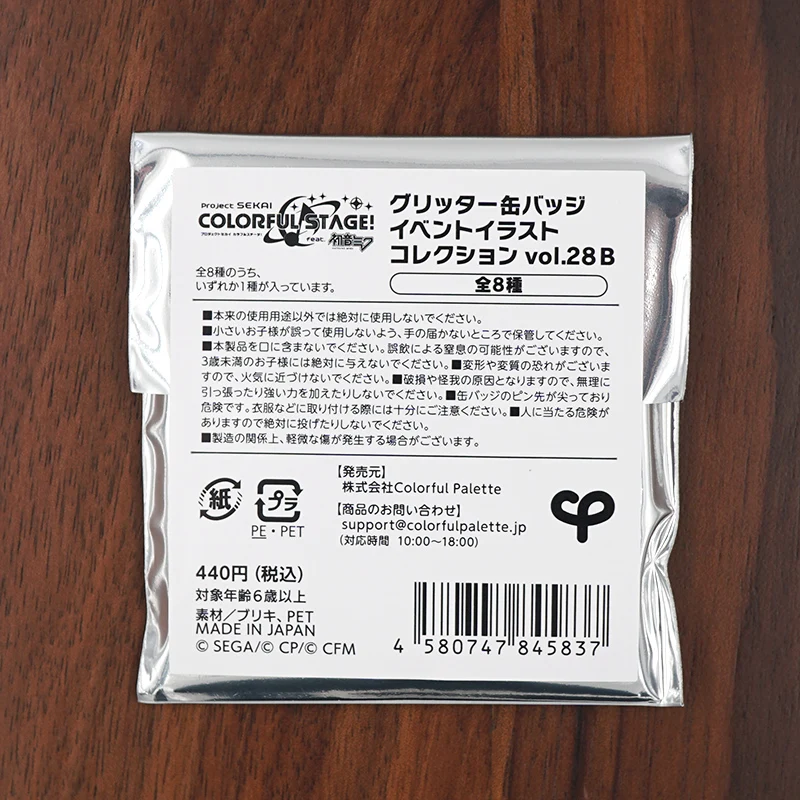 Project SEKAI
COLORFUL STAGE!
プロジェクトセカイ カラフルステージ!
feat. 初音ミク
グリッター缶バッジ
イベントイラスト
コレクション vol.28 B
全8種
全8種のうち、
いずれか1種が入っています。
■本来の使用用途以外では絶対に使用しないでください。
■小さいお子様が誤って使用しないよう、手の届かないところで保管してください。
■本製品を口に含まないでください。誤飲による窒息の可能性がございますので、
3歳未満のお子様には絶対に与えないでください。■変形や変質の恐れがございま
すので、火気に近づけないでください。■破損や怪我の原因となりますので、無理に
引っ張ったり強い力を加えたりしないでください。■缶バッジのピン先が尖っており
危険です。衣服などに取り付ける際には十分にご注意ください。■人に当たる危険が
ありますので絶対に投げたりしないでください。
■製造の関係上、軽微な傷が発生する場合がございます。
紙
プラ
PE・PET
【発売元】
株式会社Colorful Palette
【商品のお問い合わせ】
support@colorfulpalette.jp
(対応時間 10:00～18:00)
440円(税込)
対象年齢6歳以上
素材/ブリキ、PET
MADE IN JAPAN
© SEGA/© CP/© CFM
4 580747 845837